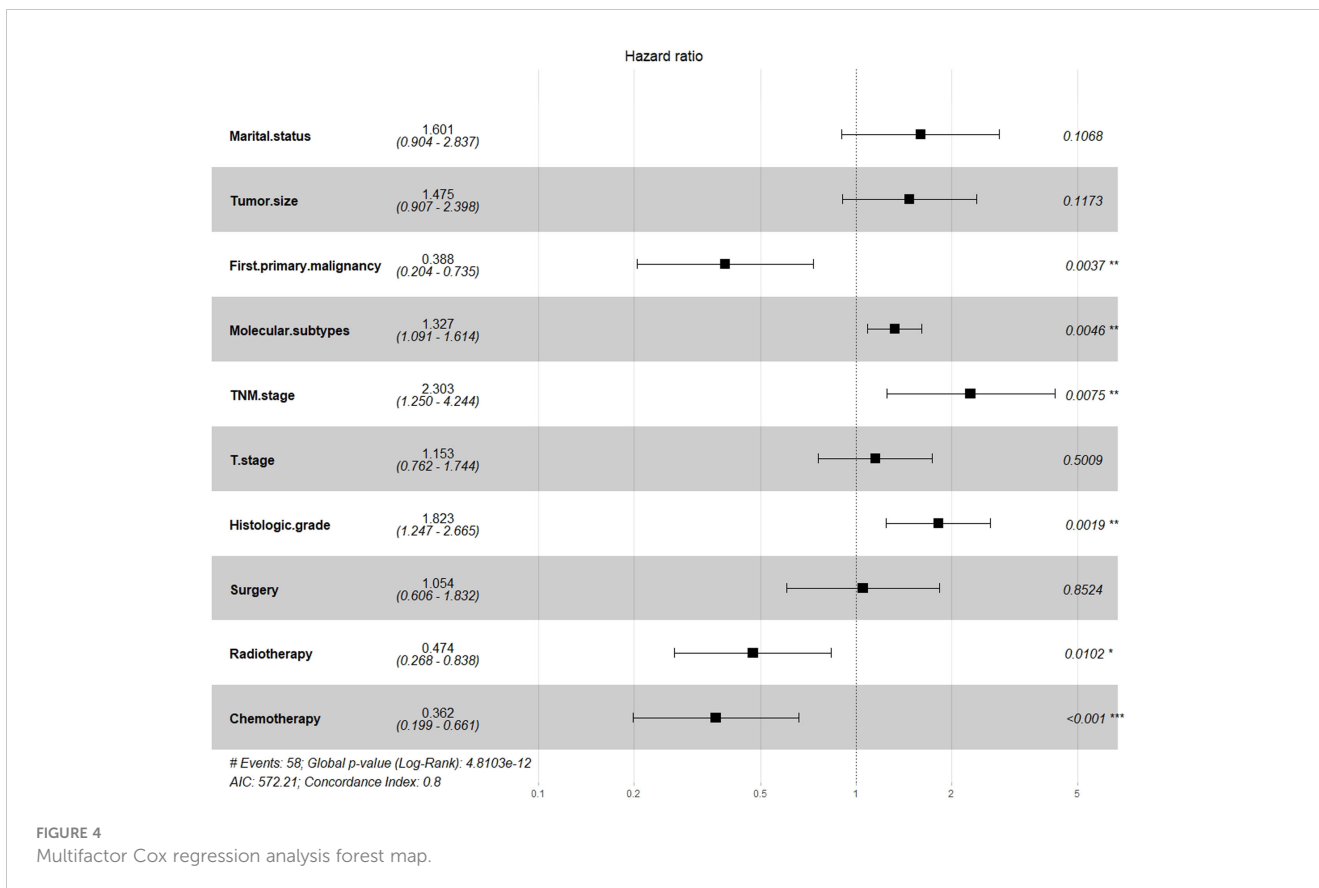 Hazard ratio
Marital.status 1.601 (0.904 - 2.837) 0.1068
Tumor.size 1.475 (0.907 - 2.398) 0.1173
First.primary.malignancy 0.388 (0.204 - 0.735) 0.0037 **
Molecular.subtypes 1.327 (1.091 - 1.614) 0.0046 **
TNM.stage 2.303 (1.250 - 4.244) 0.0075 **
T.stage 1.153 (0.762 - 1.744) 0.5009
Histologic.grade 1.823 (1.247 - 2.665) 0.0019 **
Surgery 1.054 (0.606 - 1.832) 0.8524
Radiotherapy 0.474 (0.268 - 0.838) 0.0102 *
Chemotherapy 0.362 (0.199 - 0.661) <0.001 ***
# Events: 58; Global p-value (Log-Rank): 4.8103e-12
AIC: 572.21; Concordance Index: 0.8
0.1 0.2 0.5 1 2 5
FIGURE 4
Multifactor Cox regression analysis forest map.